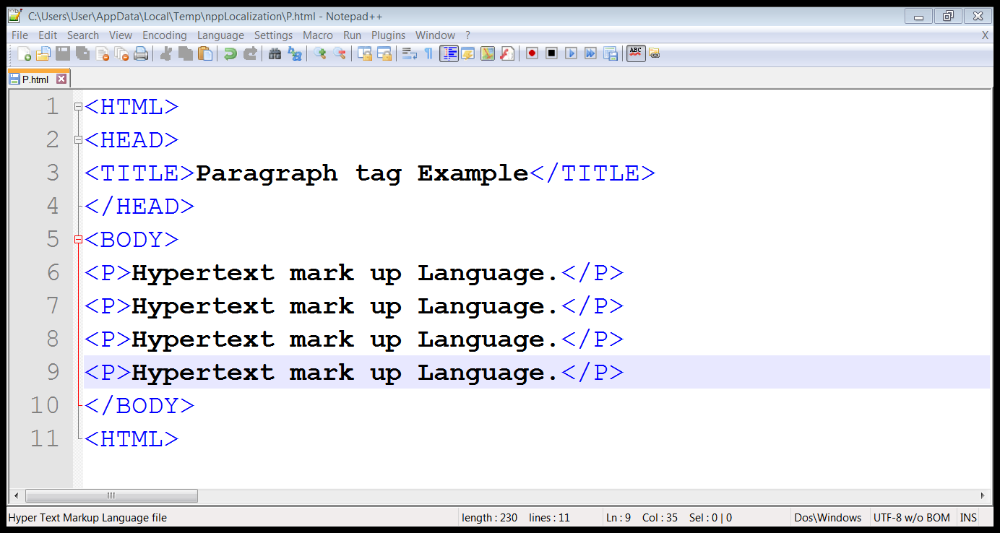 C:\Users\User\AppData\Local\Temp\nppLocalization\P.html - Notepad++
File Edit Search View Encoding Language Settings Macro Run Plugins Window ? X
ABC
P.html
1 <HTML>
2 <HEAD>
3 <TITLE>Paragraph tag Example</TITLE>
4 </HEAD>
5 <BODY>
6 <P>Hypertext mark up Language.</P>
7 <P>Hypertext mark up Language.</P>
8 <P>Hypertext mark up Language.</P>
9 <P>Hypertext mark up Language.</P>
10 </BODY>
11 <HTML>
Hyper Text Markup Language file length : 230 lines : 11 Ln : 9 Col : 35 Sel : 0 | 0 Dos\Windows UTF-8 w/o BOM INS